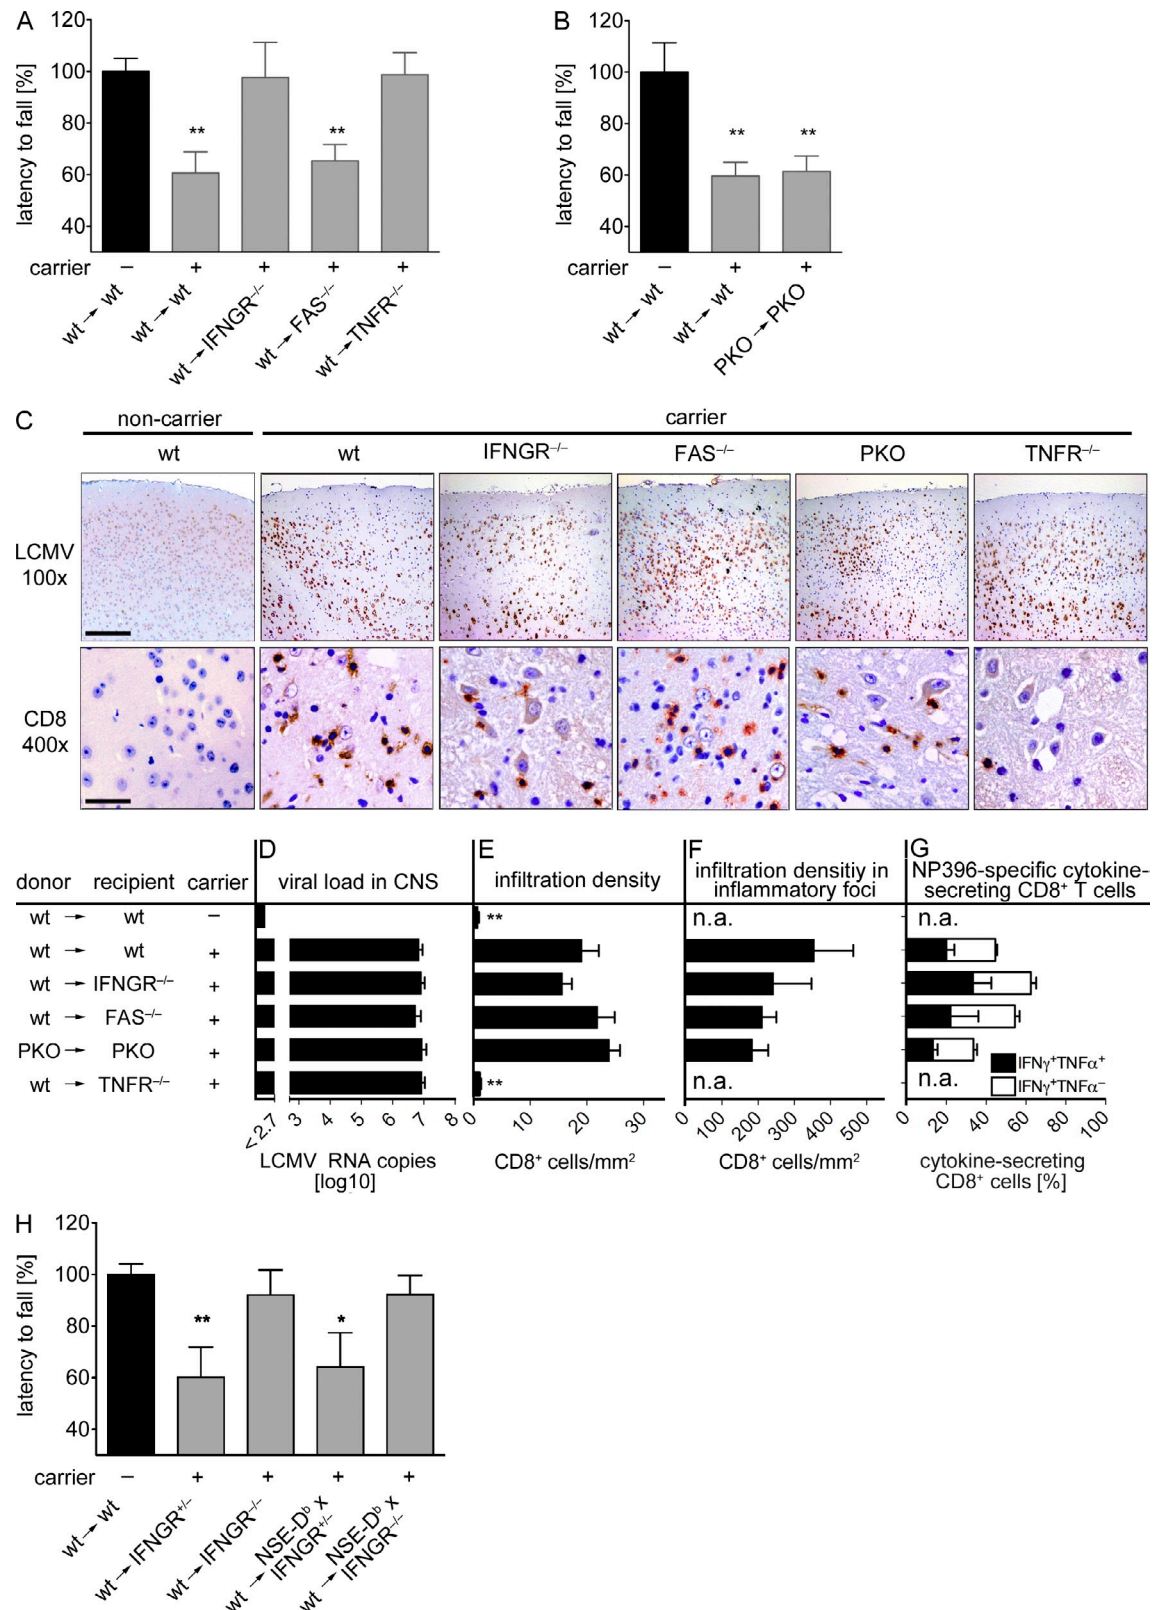 A
120
100
80
60
40
latency to fall [%]
carrier – + + + +
wt → wt
wt → wt
wt → IFNGR–/–
wt → FAS–/–
wt → TNFR–/–
** **
B
120
100
80
60
40
latency to fall [%]
carrier – + +
wt → wt
wt → wt
PKO → PKO
** **
C
non-carrier carrier
wt wt IFNGR–/– FAS–/– PKO TNFR–/–
LCMV
100x
CD8
400x
D E F G
donor recipient carrier
viral load in CNS
infiltration density
infiltration densitiy in
inflammatory foci
NP396-specific cytokine-
secreting CD8+ T cells
wt → wt – ** n.a. n.a.
wt → wt +
wt → IFNGR–/– +
wt → FAS–/– +
PKO → PKO +
wt → TNFR–/– + ** n.a. n.a.
IFNγ+TNFα+
IFNγ+TNFα–
<2.7 3 4 5 6 7 8
LCMV RNA copies
[log10]
0 10 20 30
CD8+ cells/mm2
0 100 200 300 400 500
CD8+ cells/mm2
0 20 40 60 80 100
cytokine-secreting
CD8+ cells [%]
H
120
100
80
60
40
latency to fall [%]
** *
carrier – + + + +
wt → wt
wt → IFNGR+/–
wt → IFNGR–/–
wt → NSE-Db x
IFNGR+/–
wt → NSE-Db x
IFNGR–/–